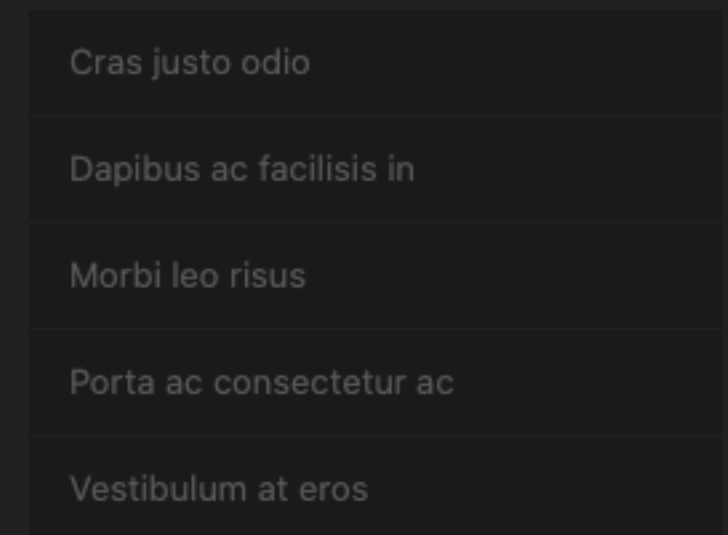 Cras justo odio
Dapibus ac facilisis in
Morbi leo risus
Porta ac consectetur ac
Vestibulum at eros